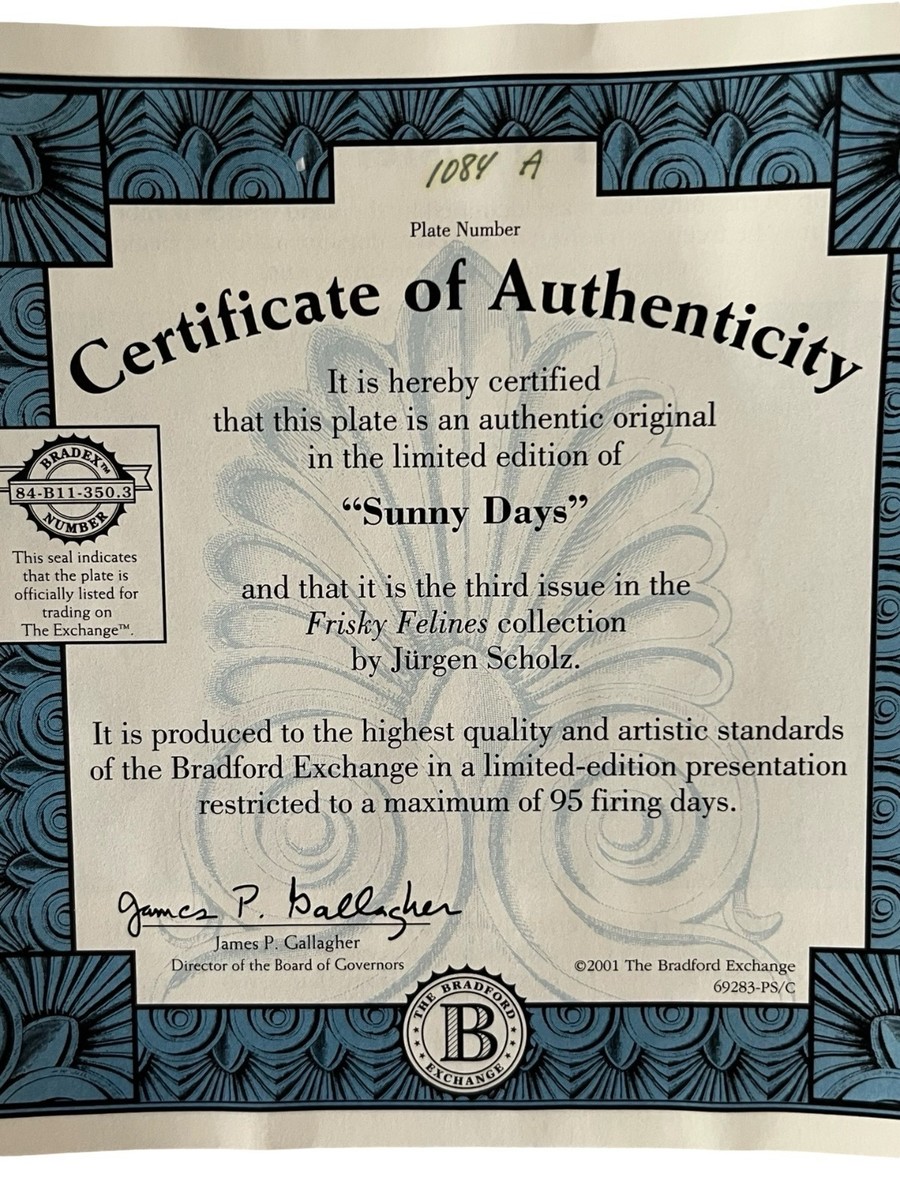 1084 A
Plate Number
Certificate of Authenticity
It is hereby certified
that this plate is an authentic original
in the limited edition of
“Sunny Days”
and that it is the third issue in the
Frisky Felines collection
by Jürgen Scholz.
BRADEX™
84-B11-350.3
NUMBER
This seal indicates
that the plate is
officially listed for
trading on
The Exchange™.
It is produced to the highest quality and artistic standards
of the Bradford Exchange in a limited-edition presentation
restricted to a maximum of 95 firing days.
James P. Gallagher
James P. Gallagher
Director of the Board of Governors
©2001 The Bradford Exchange
69283-PS/C
THE BRADFORD
B
EXCHANGE